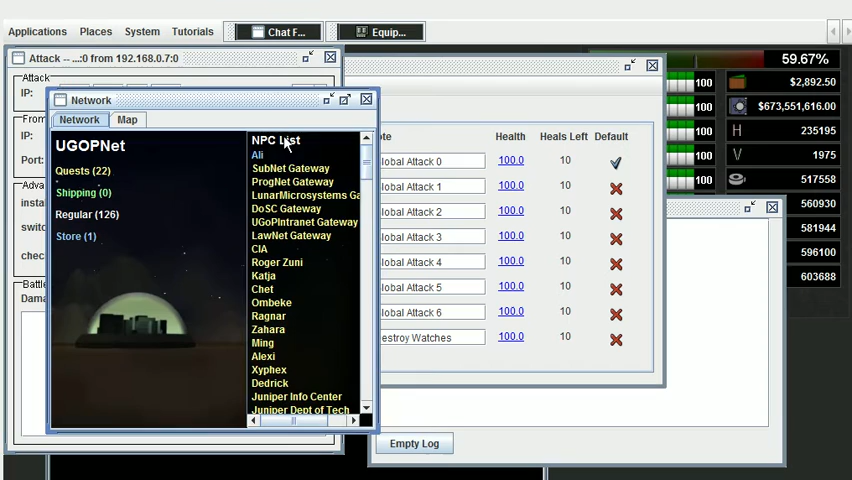 Applications Places System Tutorials Chat F... Equip...
Attack -- ...:0 from 192.168.0.7:0
59.67%
Attack
IP:
Network
Network Map
UGOPNet
Quests (22)
Shipping (0)
Regular (126)
Store (1)
NPC List
Ali
SubNet Gateway
ProgNet Gateway
LunarMicrosystems Ga
DoSC Gateway
UGoPIntranet Gateway
LawNet Gateway
CIA
Roger Zuni
Katja
Chet
Ombeke
Ragnar
Zahara
Ming
Alexi
Xyphex
Dedrick
Juniper Info Center
Juniper Dept of Tech
From
IP:
Port:
Adva
insta
switc
chec
Battl
Dama
ote Health Heals Left Default
lobal Attack 0 100.0 10
lobal Attack 1 100.0 10
lobal Attack 2 100.0 10
lobal Attack 3 100.0 10
lobal Attack 4 100.0 10
lobal Attack 5 100.0 10
lobal Attack 6 100.0 10
estroy Watches 100.0 10
Empty Log
100 $2,892.50
100 $673,551,616.00
100 H 235195
100 V 1975
100 517558
560930
581944
596100
603688